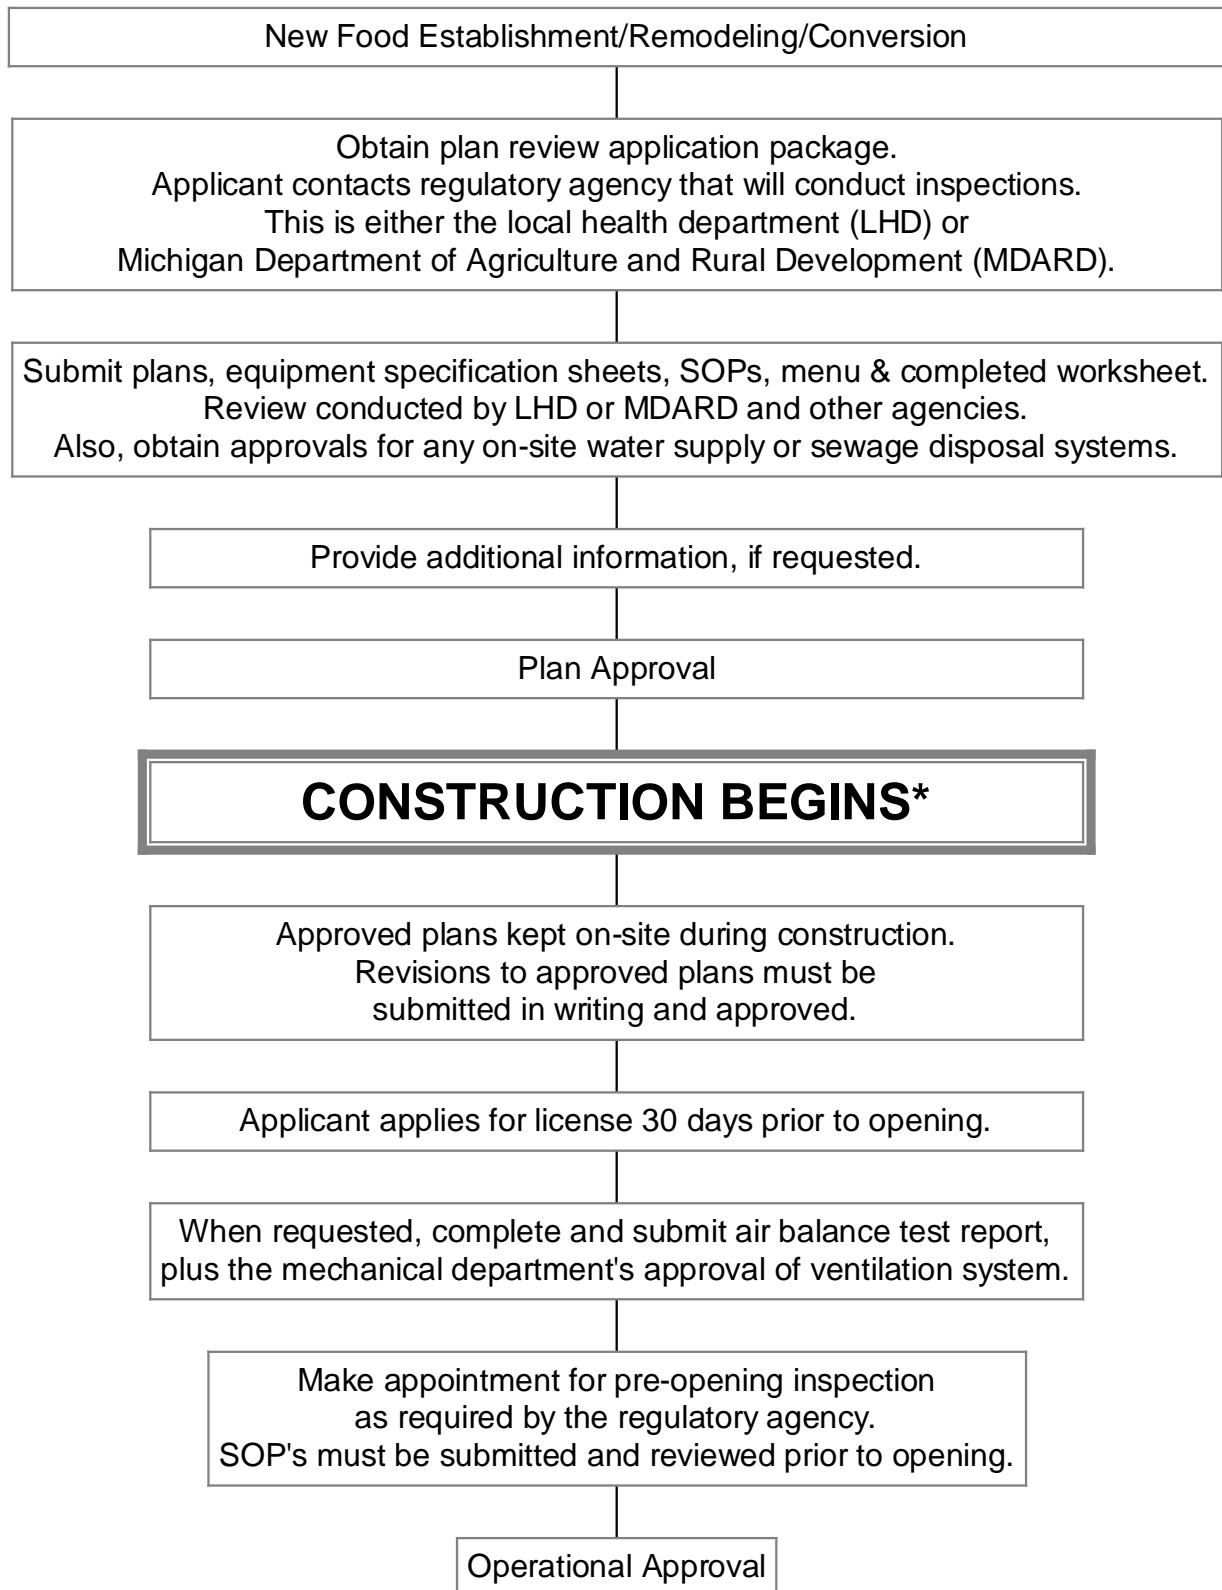 New Food Establishment/Remodeling/Conversion
Obtain plan review application package.
Applicant contacts regulatory agency that will conduct inspections.
This is either the local health department (LHD) or
Michigan Department of Agriculture and Rural Development (MDARD).
Submit plans, equipment specification sheets, SOPs, menu & completed worksheet.
Review conducted by LHD or MDARD and other agencies.
Also, obtain approvals for any on-site water supply or sewage disposal systems.
Provide additional information, if requested.
Plan Approval
CONSTRUCTION BEGINS*
Approved plans kept on-site during construction.
Revisions to approved plans must be
submitted in writing and approved.
Applicant applies for license 30 days prior to opening.
When requested, complete and submit air balance test report,
plus the mechanical department's approval of ventilation system.
Make appointment for pre-opening inspection
as required by the regulatory agency.
SOP's must be submitted and reviewed prior to opening.
Operational Approval